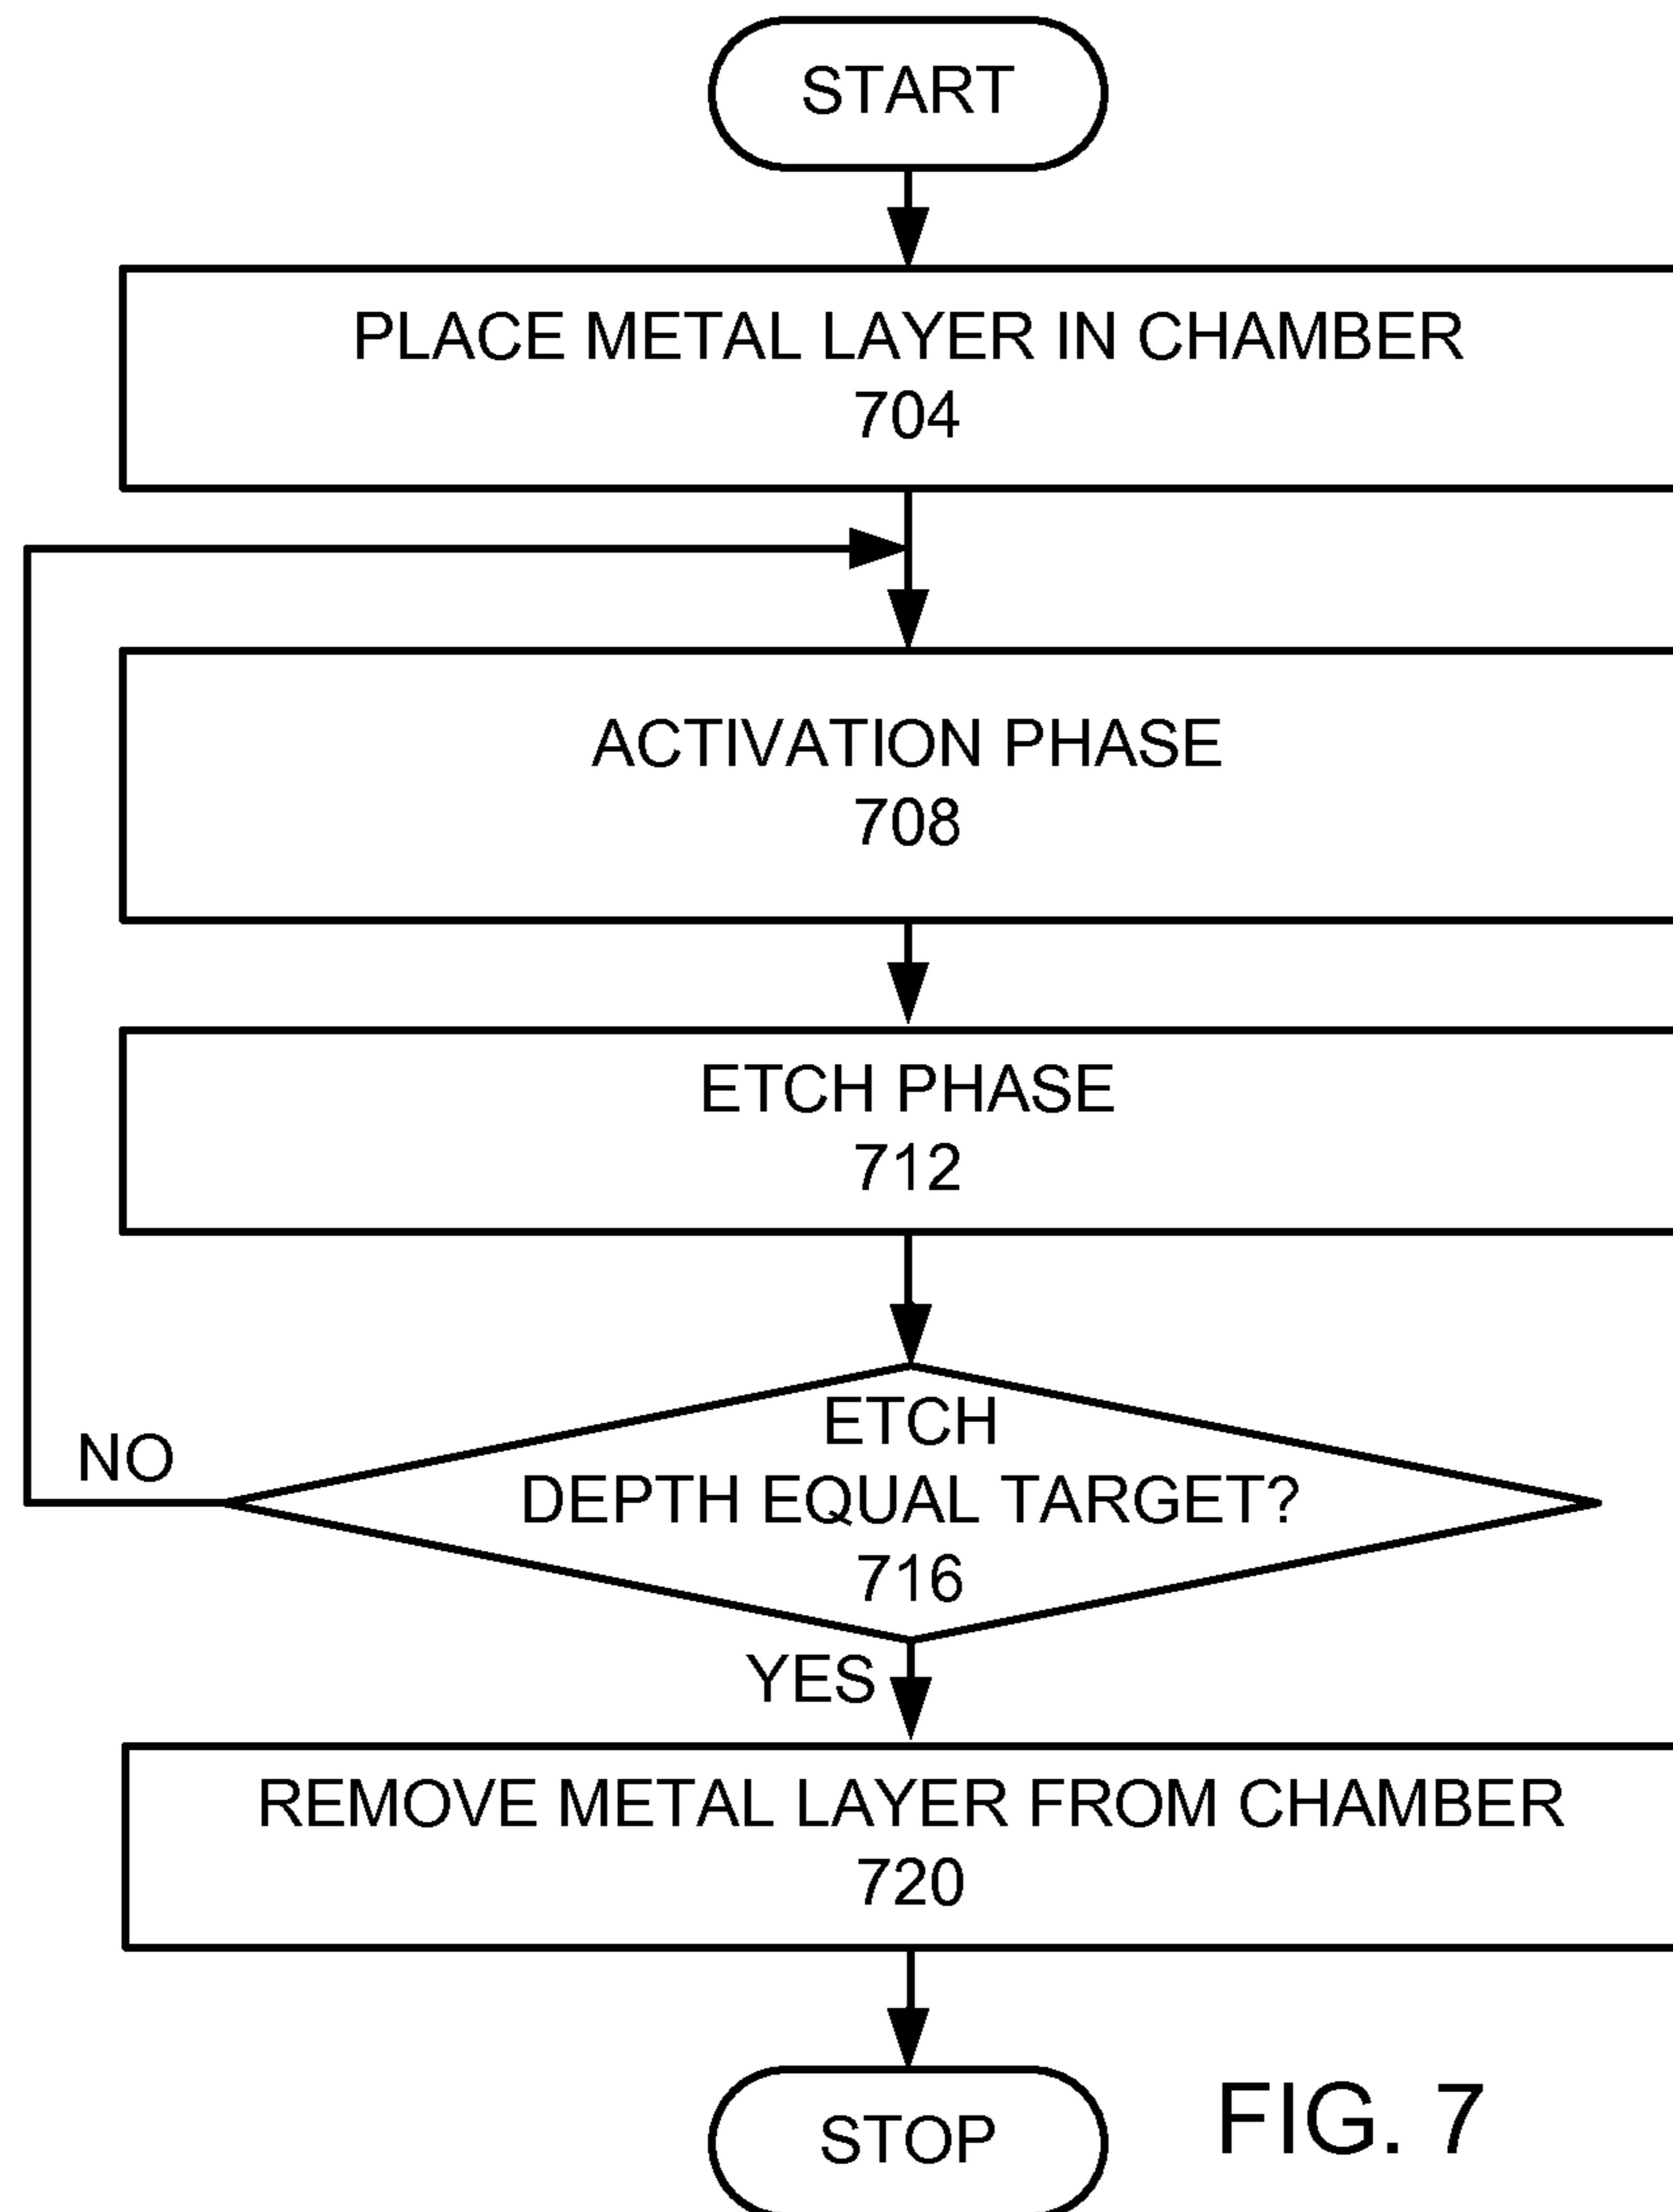 START
PLACE METAL LAYER IN CHAMBER
704
ACTIVATION PHASE
708
ETCH PHASE
712
ETCH
DEPTH EQUAL TARGET?
716
NO
YES
REMOVE METAL LAYER FROM CHAMBER
720
STOP
FIG. 7